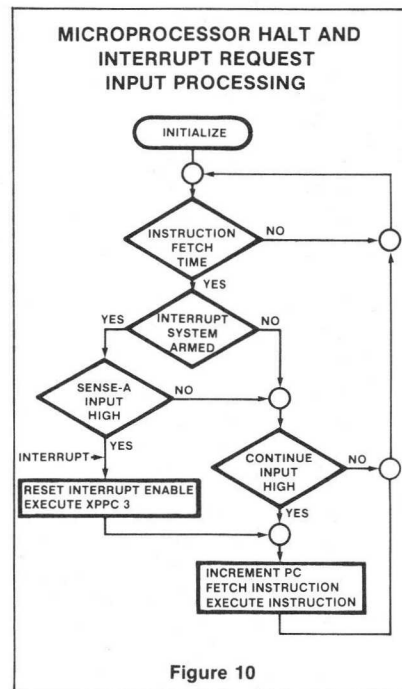 MICROPROCESSOR HALT AND
INTERRUPT REQUEST
INPUT PROCESSING
INITIALIZE
INSTRUCTION
FETCH
TIME
NO
YES
YES
INTERRUPT
SYSTEM
ARMED
NO
SENSE-A
INPUT
HIGH
NO
YES
INTERRUPT
CONTINUE
INPUT
HIGH
NO
YES
RESET INTERRUPT ENABLE
EXECUTE XPPC 3
INCREMENT PC
FETCH INSTRUCTION
EXECUTE INSTRUCTION
Figure 10